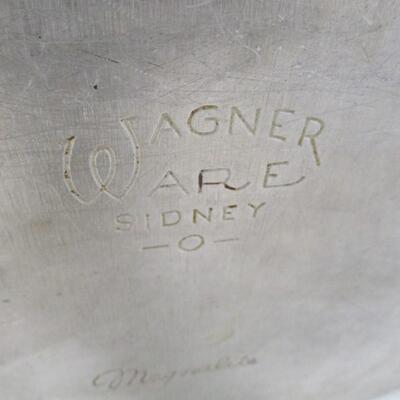 WAGNER
WARE
SIDNEY
-O-
Magnalite